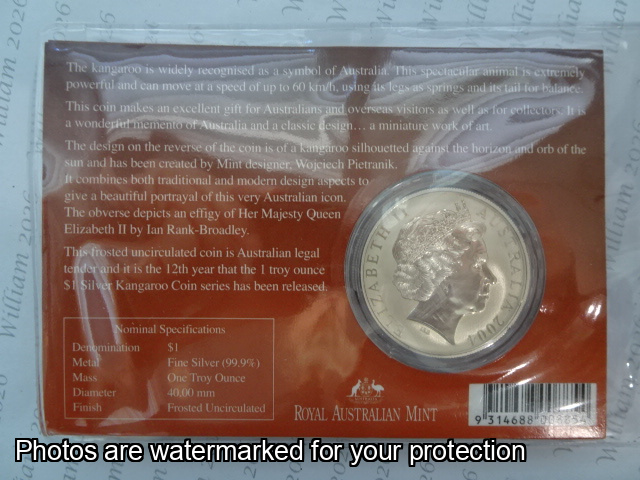 William 2026
The kangaroo is widely recognised as a symbol of Australia. This spectacular animal is extremely
powerful and can move at a speed of up to 60 km/h, using its legs as springs and its tail for balance.
This coin makes an excellent gift for Australians and overseas visitors as well as for collectors. It is
a wonderful memento of Australia and a classic design… a miniature work of art.
The design on the reverse of the coin is of a kangaroo silhouetted against the horizon and orb of the
sun and has been created by Mint designer, Wojciech Pietranik.
It combines both traditional and modern design aspects to
give a beautiful portrayal of this very Australian icon.
The obverse depicts an effigy of Her Majesty Queen
Elizabeth II by Ian Rank-Broadley.
This frosted uncirculated coin is Australian legal
tender and it is the 12th year that the 1 troy ounce
$1 Silver Kangaroo Coin series has been released.
ELIZABETH II AUSTRALIA 2004
IRB
Nominal Specifications
Denomination $1
Metal Fine Silver (99.9%)
Mass One Troy Ounce
Diameter 40.00 mm
Finish Frosted Uncirculated
ROYAL AUSTRALIAN MINT
9 314688
Photos are watermarked for your protection